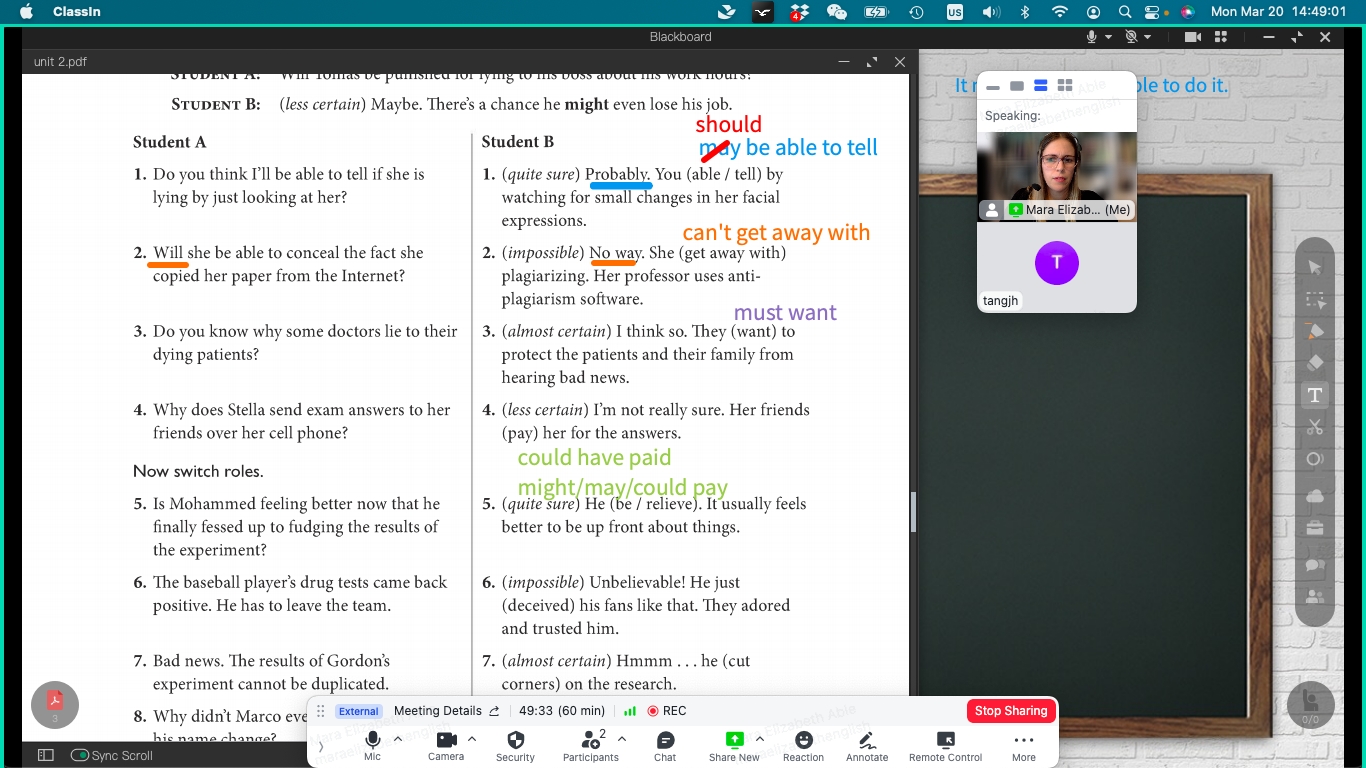 ClassIn
4
US
Mon Mar 20 14:49:01
Blackboard
unit 2.pdf
STUDENT A: Will Tomas be punished for lying to his boss about his work hours?
STUDENT B: (less certain) Maybe. There's a chance he might even lose his job.
Student A
1. Do you think I'll be able to tell if she is
lying by just looking at her?
2. Will she be able to conceal the fact she
copied her paper from the Internet?
3. Do you know why some doctors lie to their
dying patients?
4. Why does Stella send exam answers to her
friends over her cell phone?
Now switch roles.
5. Is Mohammed feeling better now that he
finally fessed up to fudging the results of
the experiment?
6. The baseball player's drug tests came back
positive. He has to leave the team.
7. Bad news. The results of Gordon's
experiment cannot be duplicated.
8. Why didn't Marco eve
his name change?
Student B
should
may be able to tell
1. (quite sure) Probably. You (able / tell) by
watching for small changes in her facial
expressions.
can't get away with
2. (impossible) No way. She (get away with)
plagiarizing. Her professor uses anti-
plagiarism software.
must want
3. (almost certain) I think so. They (want) to
protect the patients and their family from
hearing bad news.
4. (less certain) I'm not really sure. Her friends
(pay) her for the answers.
could have paid
might/may/could pay
5. (quite sure) He (be / relieve). It usually feels
better to be up front about things.
6. (impossible) Unbelievable! He just
(deceived) his fans like that. They adored
and trusted him.
7. (almost certain) Hmmm . . . he (cut
corners) on the research.
It
ble to do it.
Speaking:
Mara Elizab... (Me)
T
tangjh
T
3
0/0
Sync Scroll
External
Meeting Details
49:33 (60 min)
REC
Stop Sharing
Mic
Camera
Security
2
Participants
Chat
Share New
Reaction
Annotate
Remote Control
More